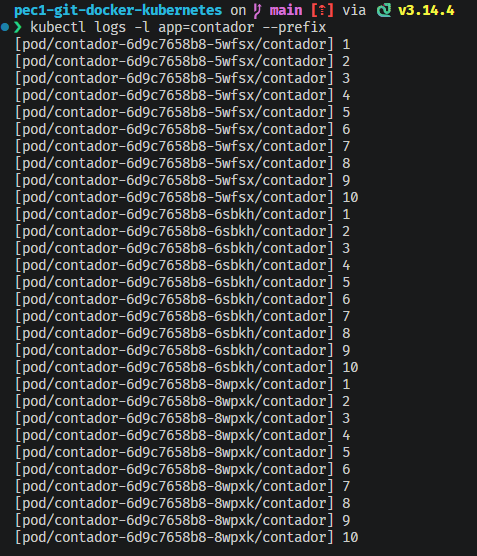 pec1-git-docker-kubernetes on main [⇡] via v3.14.4
❯ kubectl logs -l app=contador --prefix
[pod/contador-6d9c7658b8-5wfsx/contador] 1
[pod/contador-6d9c7658b8-5wfsx/contador] 2
[pod/contador-6d9c7658b8-5wfsx/contador] 3
[pod/contador-6d9c7658b8-5wfsx/contador] 4
[pod/contador-6d9c7658b8-5wfsx/contador] 5
[pod/contador-6d9c7658b8-5wfsx/contador] 6
[pod/contador-6d9c7658b8-5wfsx/contador] 7
[pod/contador-6d9c7658b8-5wfsx/contador] 8
[pod/contador-6d9c7658b8-5wfsx/contador] 9
[pod/contador-6d9c7658b8-5wfsx/contador] 10
[pod/contador-6d9c7658b8-6sbkh/contador] 1
[pod/contador-6d9c7658b8-6sbkh/contador] 2
[pod/contador-6d9c7658b8-6sbkh/contador] 3
[pod/contador-6d9c7658b8-6sbkh/contador] 4
[pod/contador-6d9c7658b8-6sbkh/contador] 5
[pod/contador-6d9c7658b8-6sbkh/contador] 6
[pod/contador-6d9c7658b8-6sbkh/contador] 7
[pod/contador-6d9c7658b8-6sbkh/contador] 8
[pod/contador-6d9c7658b8-6sbkh/contador] 9
[pod/contador-6d9c7658b8-6sbkh/contador] 10
[pod/contador-6d9c7658b8-8wpxk/contador] 1
[pod/contador-6d9c7658b8-8wpxk/contador] 2
[pod/contador-6d9c7658b8-8wpxk/contador] 3
[pod/contador-6d9c7658b8-8wpxk/contador] 4
[pod/contador-6d9c7658b8-8wpxk/contador] 5
[pod/contador-6d9c7658b8-8wpxk/contador] 6
[pod/contador-6d9c7658b8-8wpxk/contador] 7
[pod/contador-6d9c7658b8-8wpxk/contador] 8
[pod/contador-6d9c7658b8-8wpxk/contador] 9
[pod/contador-6d9c7658b8-8wpxk/contador] 10